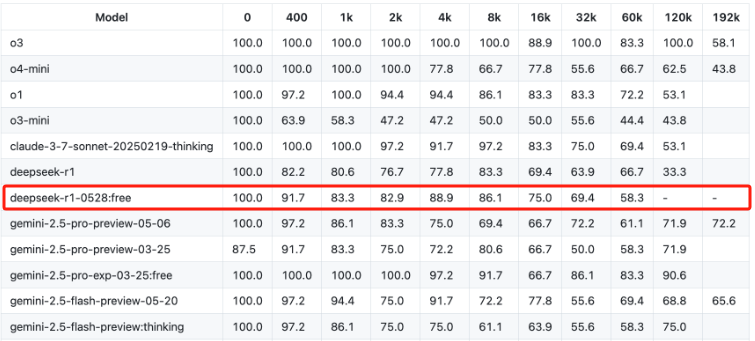 Model 0 400 1k 2k 4k 8k 16k 32k 60k 120k 192k
o3 100.0 100.0 100.0 100.0 100.0 100.0 88.9 100.0 83.3 100.0 58.1
o4-mini 100.0 100.0 100.0 100.0 77.8 66.7 77.8 55.6 66.7 62.5 43.8
o1 100.0 97.2 100.0 94.4 94.4 86.1 83.3 83.3 72.2 53.1
o3-mini 100.0 63.9 58.3 47.2 47.2 50.0 50.0 55.6 44.4 43.8
claude-3-7-sonnet-20250219-thinking 100.0 100.0 100.0 97.2 91.7 97.2 83.3 75.0 69.4 53.1
deepseek-r1 100.0 82.2 80.6 76.7 77.8 83.3 69.4 63.9 66.7 33.3
deepseek-r1-0528:free 100.0 91.7 83.3 82.9 88.9 86.1 75.0 69.4 58.3 - -
gemini-2.5-pro-preview-05-06 100.0 97.2 86.1 83.3 75.0 69.4 66.7 72.2 61.1 71.9 72.2
gemini-2.5-pro-preview-03-25 87.5 91.7 83.3 75.0 72.2 80.6 66.7 50.0 58.3 71.9
gemini-2.5-pro-exp-03-25:free 100.0 100.0 100.0 100.0 97.2 91.7 66.7 86.1 83.3 90.6
gemini-2.5-flash-preview-05-20 100.0 97.2 94.4 75.0 91.7 72.2 77.8 55.6 69.4 68.8 65.6
gemini-2.5-flash-preview:thinking 100.0 97.2 86.1 75.0 75.0 61.1 63.9 55.6 58.3 75.0